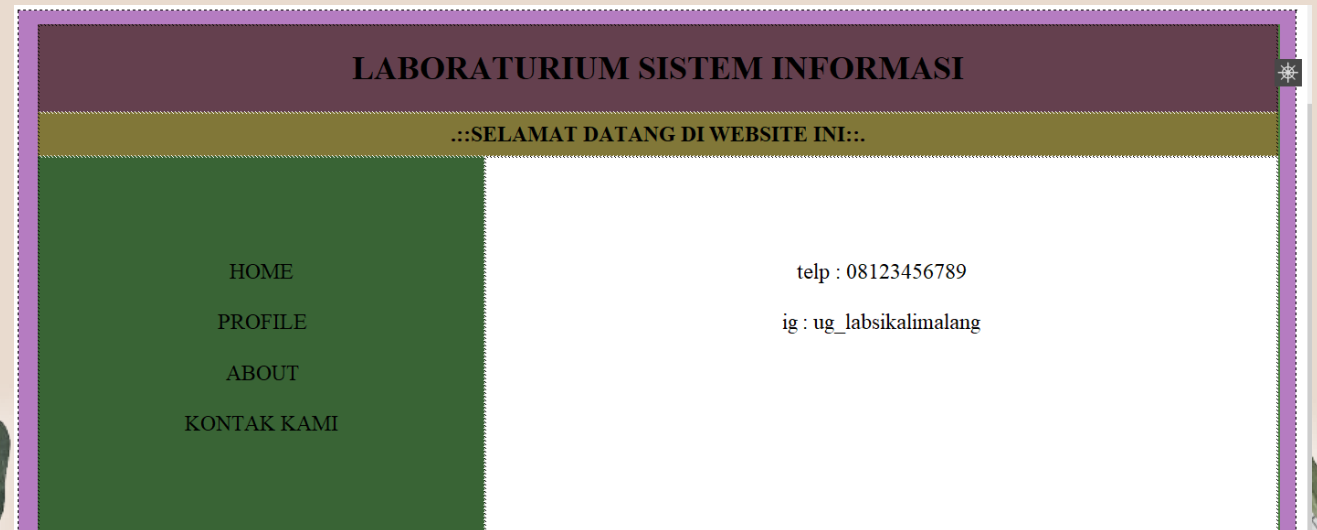 LABORATURIUM SISTEM INFORMASI
.::SELAMAT DATANG DI WEBSITE INI::.
HOME
PROFILE
ABOUT
KONTAK KAMI
telp : 08123456789
ig : ug_labsikalimalang